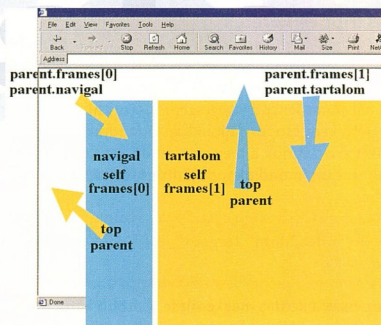 File Edit View Favorites Tools Help
Back Stop Refresh Home Search Favorites History Mail Size Print
Address
parent.frames[0]
parent.navigal
parent.frames[1]
parent.tartalom
navigal
self
frames[0]
tartalom
self
frames[1]
top
parent
top
parent
Done